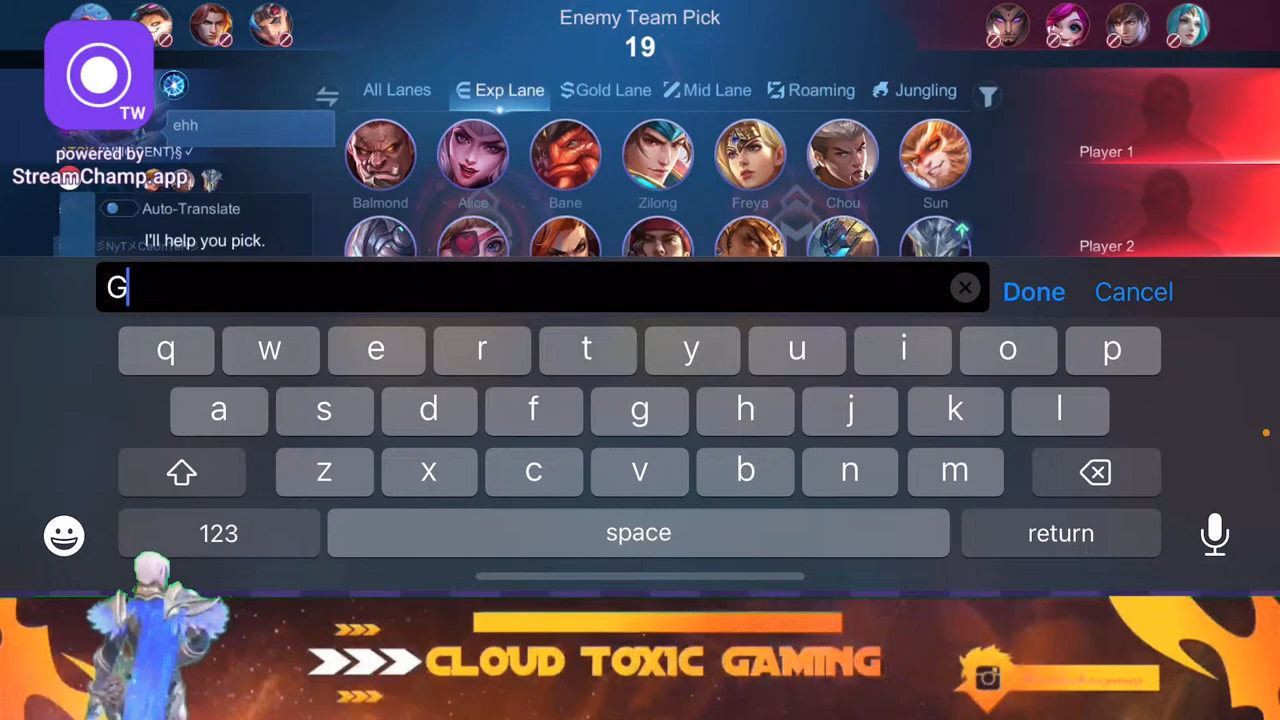 Enemy Team Pick
19
All Lanes
Exp Lane
Gold Lane
Mid Lane
Roaming
Jungling
TW
ehh
powered by
StreamChamp.app
Auto-Translate
I'll help you pick.
Balmond
Alice
Bane
Zilong
Freya
Chou
Sun
Player 1
Player 2
G
Done
Cancel
q w e r t y u i o p
a s d f g h j k l
z x c v b n m
123
space
return
CLOUD TOXIC GAMING